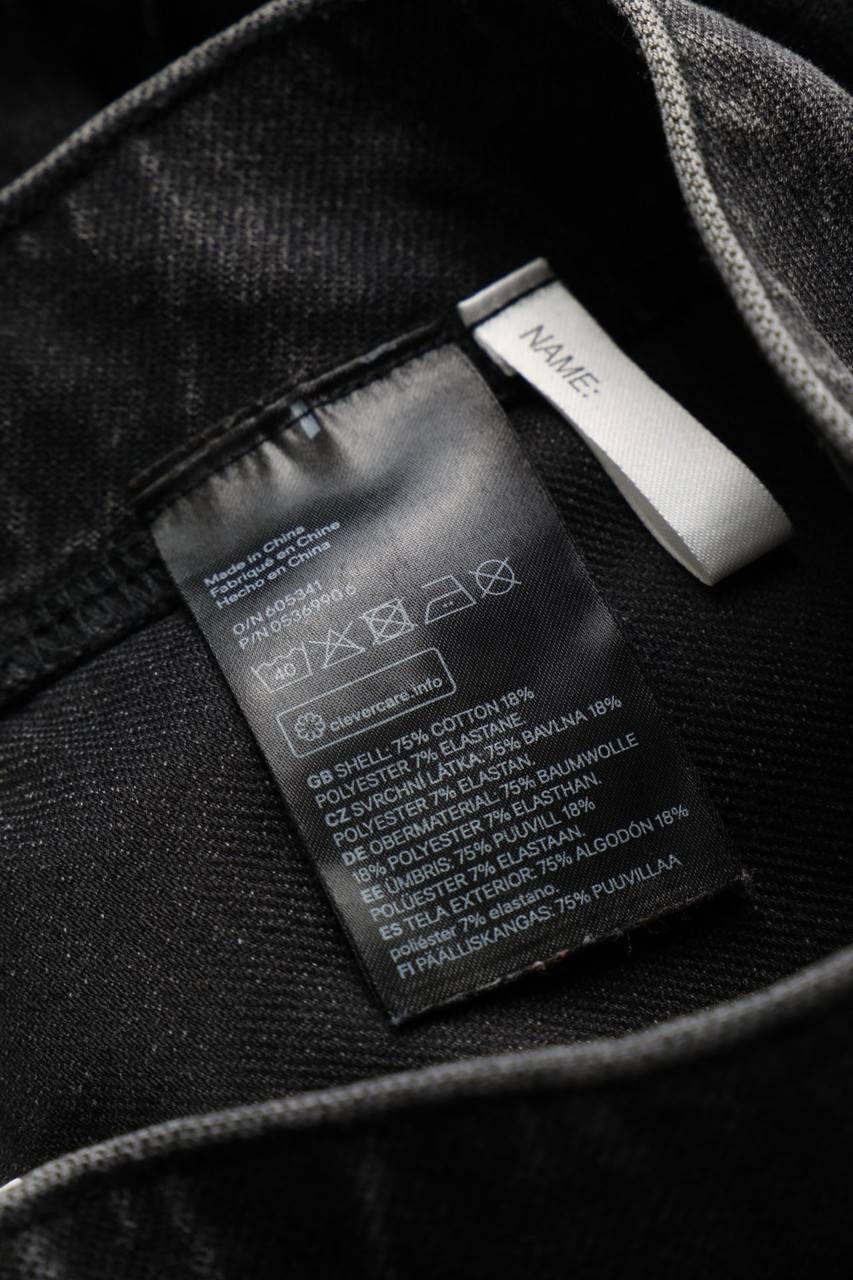 NAME:
Made in China
Fabriqué en Chine
Hecho en China
O/N 605341
P/N 0536990 6
40
clevercare.info
GB SHELL: 75% COTTON 18%
POLYESTER 7% ELASTANE.
CZ SVRCHNÍ LÁTKA: 75% BAVLNA 18%
POLYESTER 7% ELASTAN.
DE OBERMATERIAL: 75% BAUMWOLLE
18% POLYESTER 7% ELASTHAN.
EE ÜMBRIS: 75% PUUVILL 18%
POLÜESTER 7% ELASTAAN.
ES TELA EXTERIOR: 75% ALGODÓN 18%
poliéster 7% elastano.
FI PÄÄLLISKANGAS: 75% PUUVILLAA